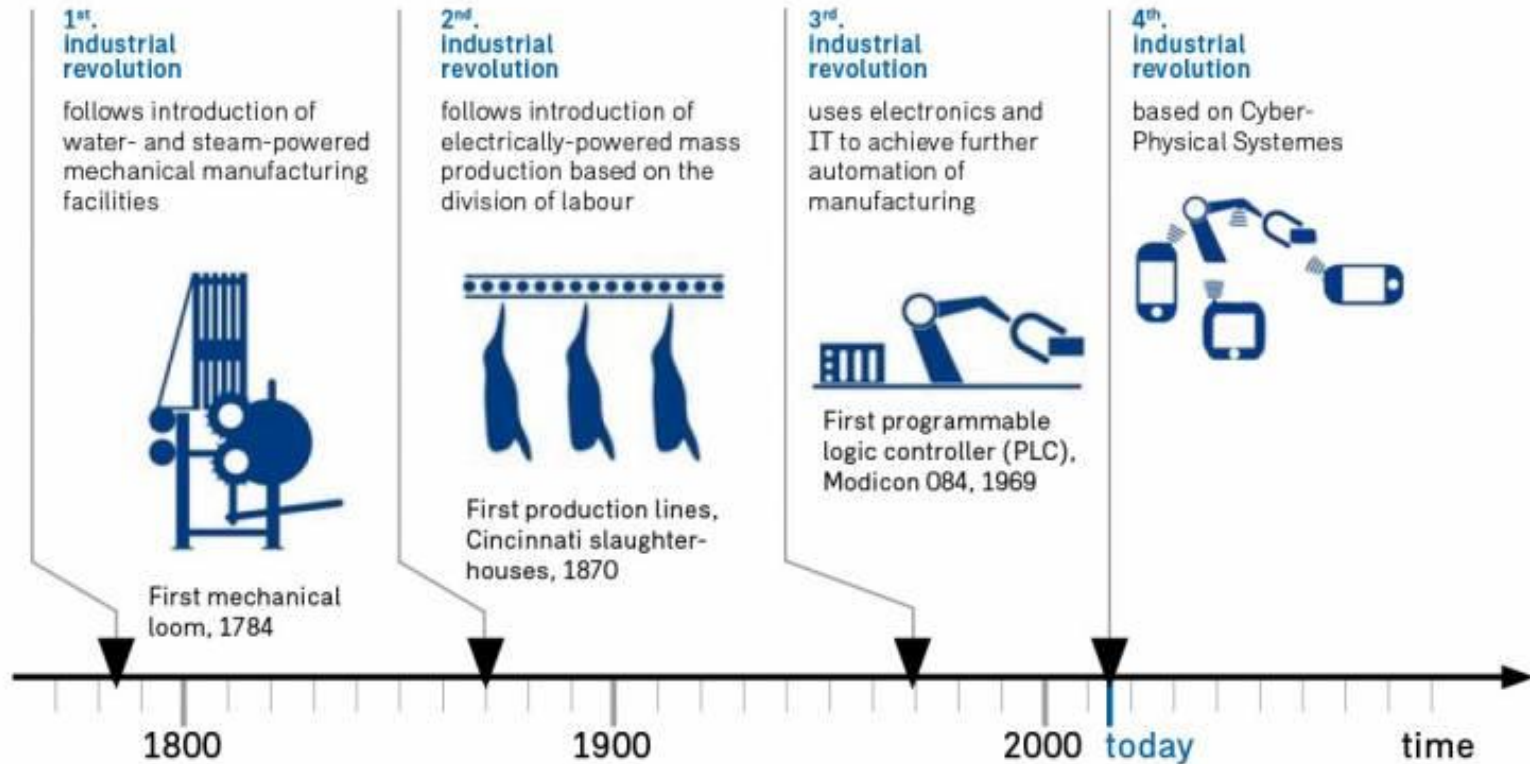 1st.
industrial
revolution
follows introduction of
water- and steam-powered
mechanical manufacturing
facilities
First mechanical
loom, 1784
2nd.
industrial
revolution
follows introduction of
electrically-powered mass
production based on the
division of labour
First production lines,
Cincinnati slaughter-
houses, 1870
3rd.
industrial
revolution
uses electronics and
IT to achieve further
automation of
manufacturing
First programmable
logic controller (PLC),
Modicon 084, 1969
4th.
industrial
revolution
based on Cyber-
Physical Systemes
1800
1900
2000
today
time